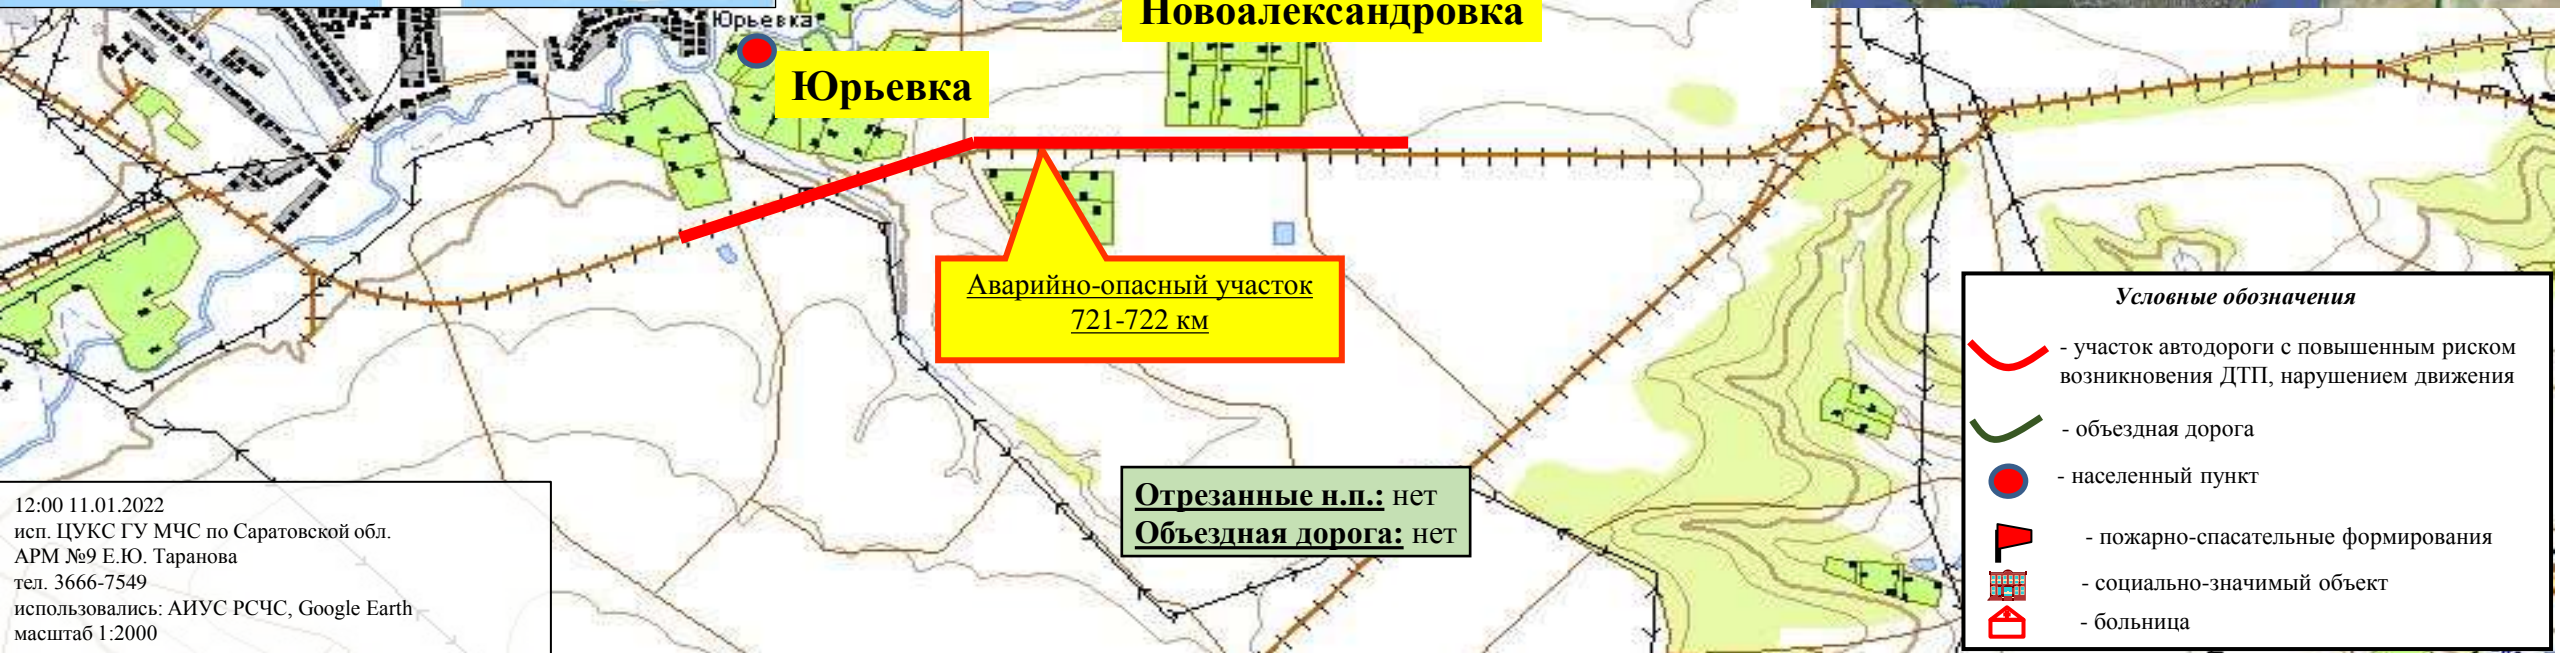 Новоалександровка
Юрьевка
Юрьевка
Аварийно-опасный участок
721-722 км
Условные обозначения
- участок автодороги с повышенным риском
возникновения ДТП, нарушением движения
- объездная дорога
- населенный пункт
- пожарно-спасательные формирования
- социально-значимый объект
- больница
Отрезанные н.п.: нет
Объездная дорога: нет
12:00 11.01.2022
исп. ЦУКС ГУ МЧС по Саратовской обл.
АРМ №9 Е.Ю. Таранова
тел. 3666-7549
использовались: АИУС РСЧС, Google Earth
масштаб 1:2000